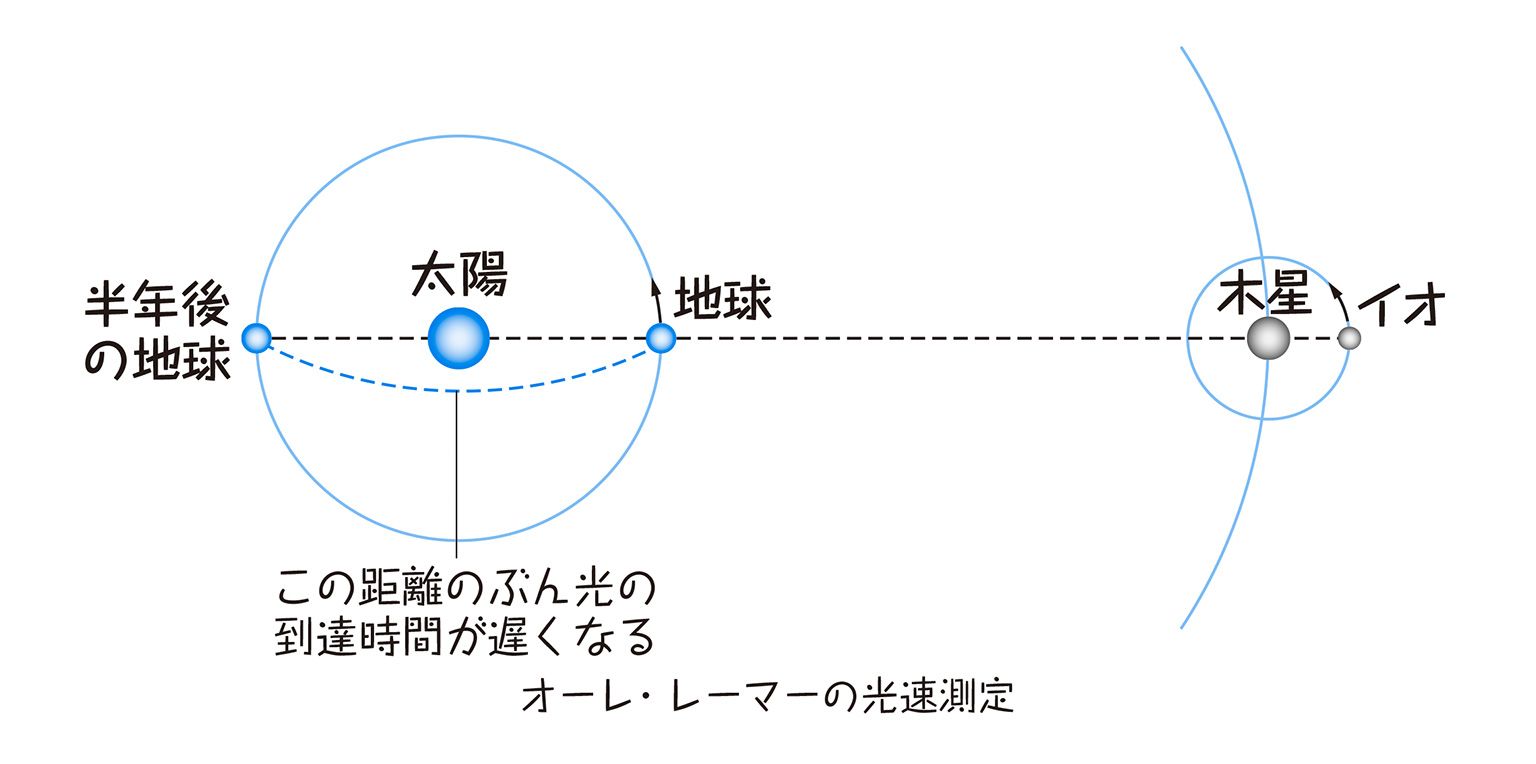 太陽
地球
半年後
の地球
木星
イオ
この距離のぶん光の
到達時間が遅くなる
オーレ・レーマーの光速測定